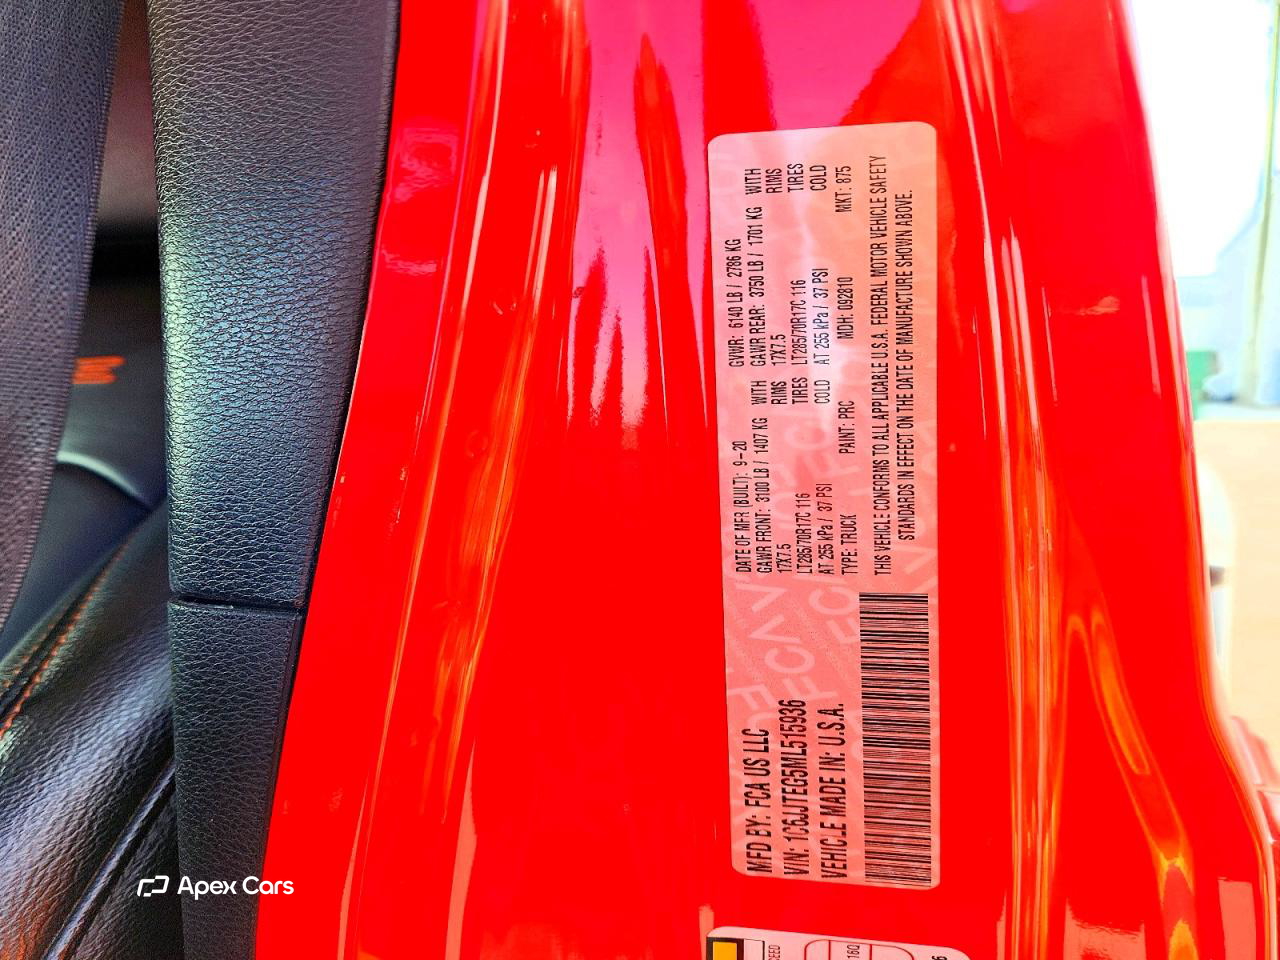 MFD BY: FCA US LLC
VIN: 1C6JJTEG5ML515936
VEHICLE MADE IN: U.S.A.
DATE OF MFR (BUILT): 9-20 GVWR: 6140 LB / 2786 KG
GAWR FRONT: 3100 LB / 1407 KG WITH GAWR REAR: 3750 LB / 1701 KG WITH
17X7.5 RIMS 17X7.5 RIMS
LT285/70R17C 116 TIRES LT285/70R17C 116 TIRES
AT 255 kPa / 37 PSI COLD AT 255 kPa / 37 PSI COLD
TYPE: TRUCK PAINT: PRC MDH: 092810 MKT: 875
THIS VEHICLE CONFORMS TO ALL APPLICABLE U.S.A. FEDERAL MOTOR VEHICLE SAFETY
STANDARDS IN EFFECT ON THE DATE OF MANUFACTURE SHOWN ABOVE.
Apex Cars